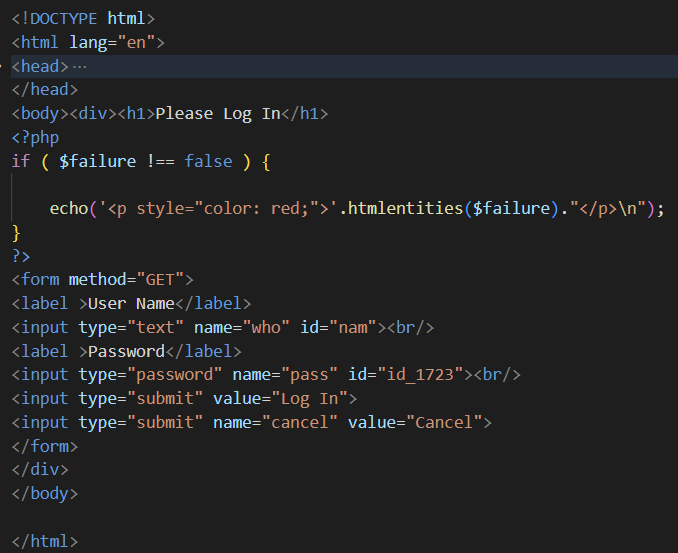 <!DOCTYPE html>
<html lang="en">
<head>⋯
</head>
<body><div><h1>Please Log In</h1>
<?php
if ( $failure !== false ) {
echo('<p style="color: red;">'.htmlentities($failure)."</p>\n");
}
?>
<form method="GET">
<label >User Name</label>
<input type="text" name="who" id="nam"><br/>
<label >Password</label>
<input type="password" name="pass" id="id_1723"><br/>
<input type="submit" value="Log In">
<input type="submit" name="cancel" value="Cancel">
</form>
</div>
</body>
</html>